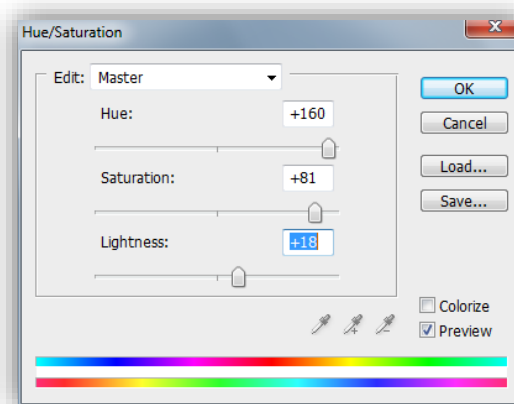 Hue/Saturation
Edit: Master
Hue: +160
Saturation: +81
Lightness: +18
OK
Cancel
Load...
Save...
Colorize
Preview